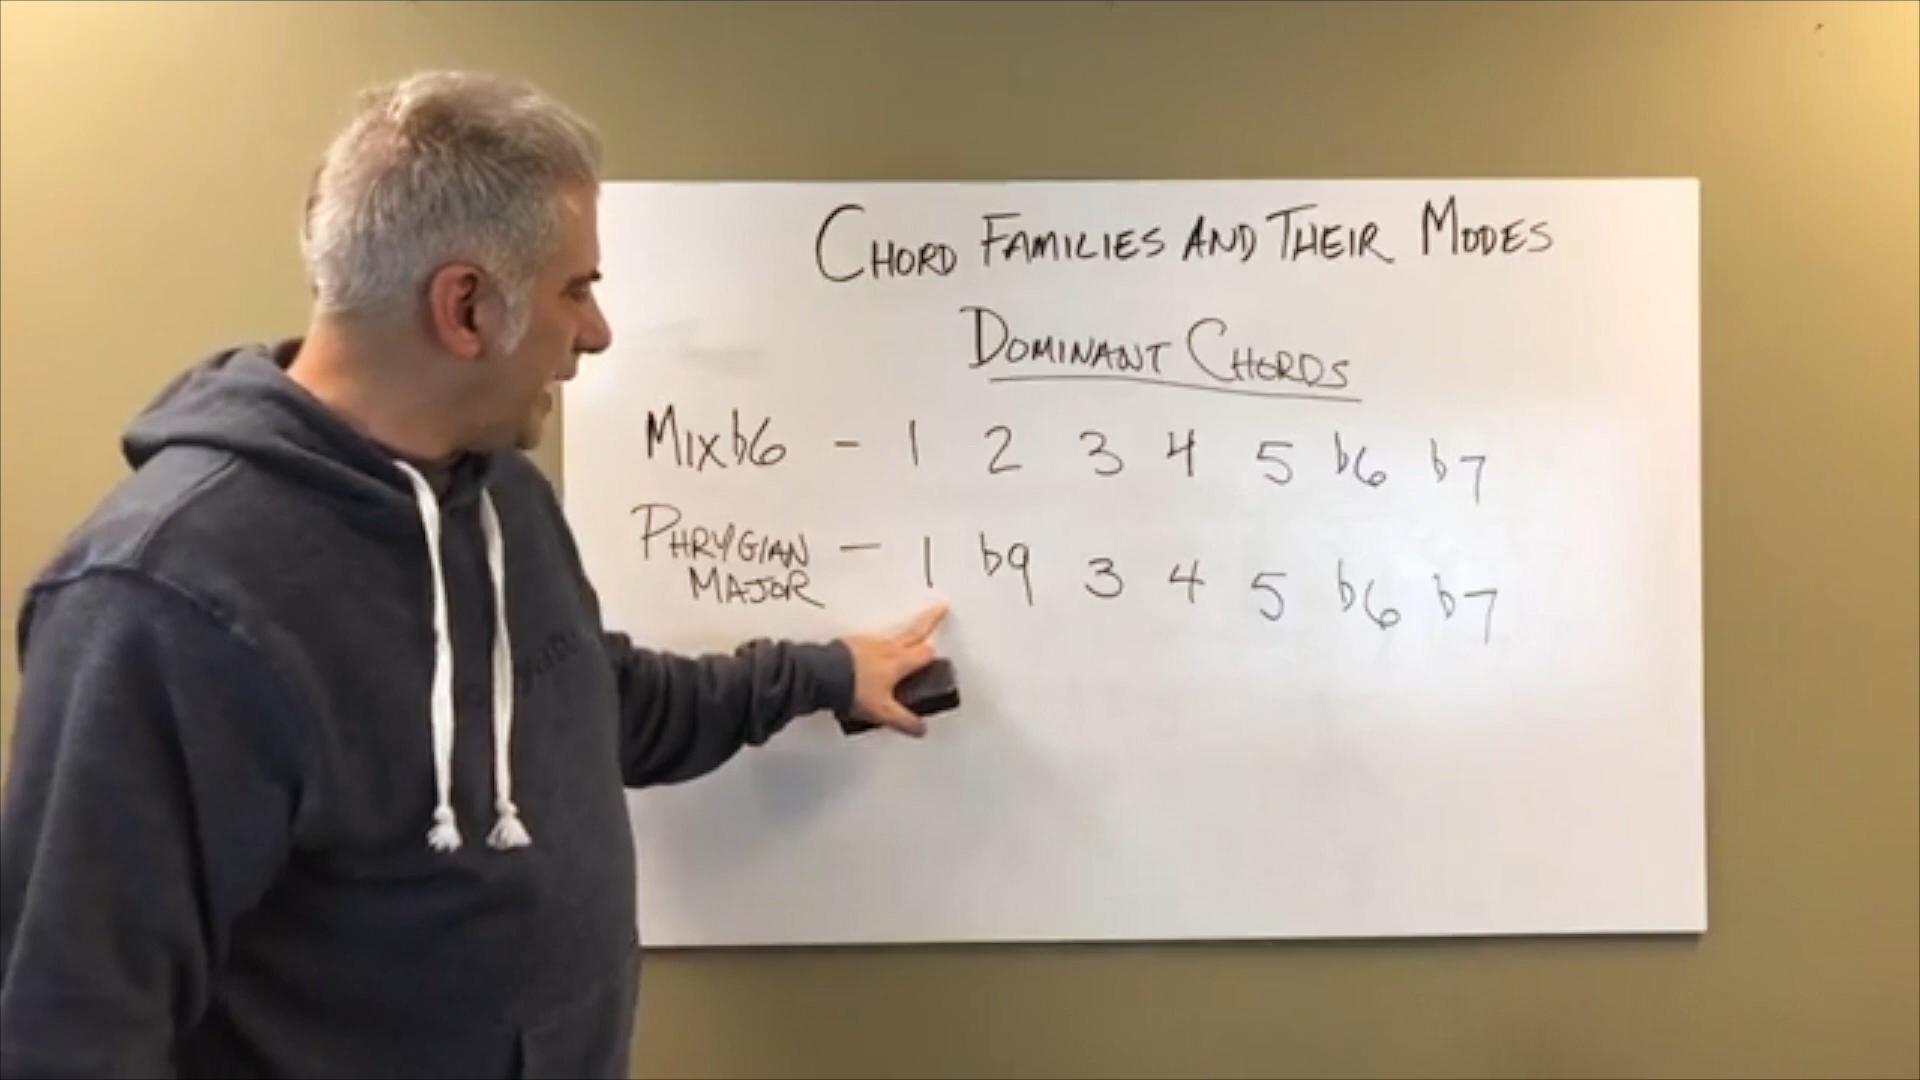 CHORD FAMILIES AND THEIR MODES
DOMINANT CHORDS
MIXb6 - 1 2 3 4 5 b6 b7
PHRYGIAN MAJOR - 1 b9 3 4 5 b6 b7